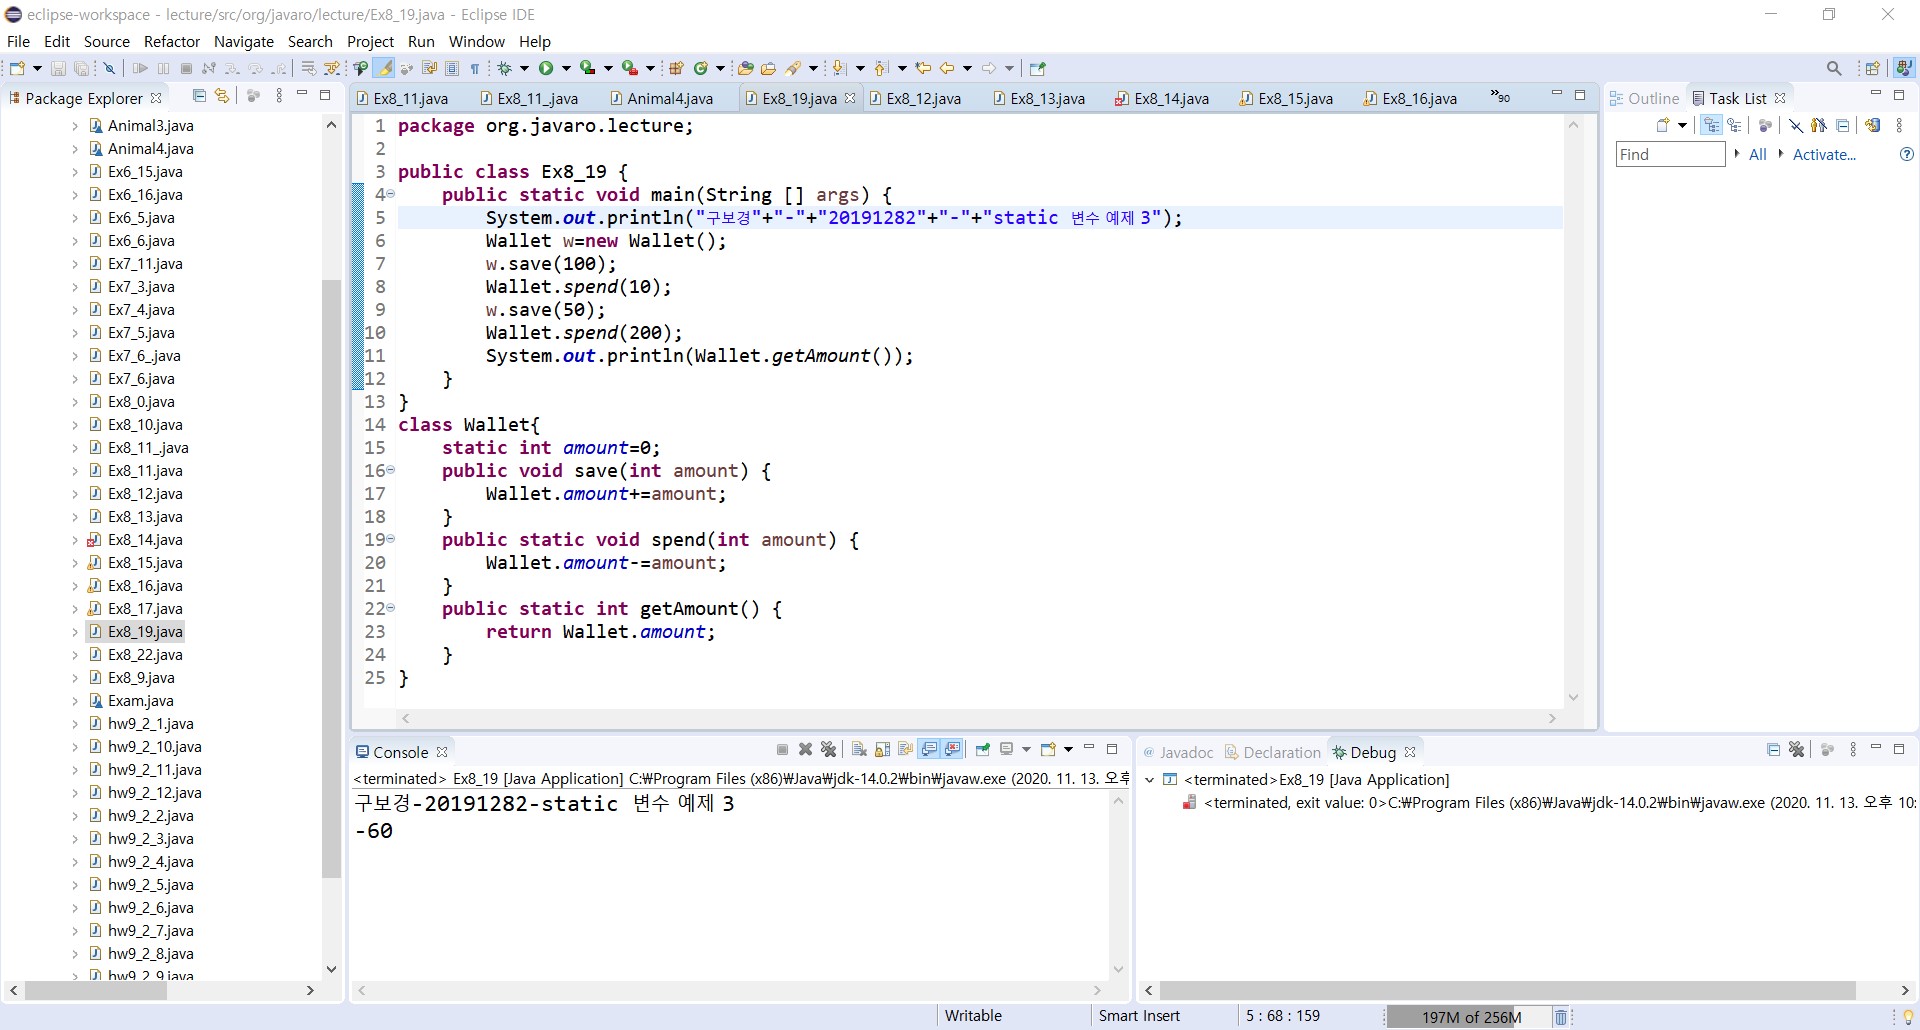 eclipse-workspace - lecture/src/org/javaro/lecture/Ex8_19.java - Eclipse IDE
File Edit Source Refactor Navigate Search Project Run Window Help
Package Explorer
Animal3.java
Animal4.java
Ex6_15.java
Ex6_16.java
Ex6_5.java
Ex6_6.java
Ex7_11.java
Ex7_3.java
Ex7_4.java
Ex7_5.java
Ex7_6_.java
Ex7_6.java
Ex8_0.java
Ex8_10.java
Ex8_11_.java
Ex8_11.java
Ex8_12.java
Ex8_13.java
Ex8_14.java
Ex8_15.java
Ex8_16.java
Ex8_17.java
Ex8_19.java
Ex8_22.java
Ex8_9.java
Exam.java
hw9_2_1.java
hw9_2_10.java
hw9_2_11.java
hw9_2_12.java
hw9_2_2.java
hw9_2_3.java
hw9_2_4.java
hw9_2_5.java
hw9_2_6.java
hw9_2_7.java
hw9_2_8.java
hw9_2_9.java
Ex8_11.java Ex8_11_.java Animal4.java Ex8_19.java Ex8_12.java Ex8_13.java Ex8_14.java Ex8_15.java Ex8_16.java »90
1 package org.javaro.lecture;
2
3 public class Ex8_19 {
4 public static void main(String [] args) {
5 System.out.println("구보경"+"-"+"20191282"+"-"+"static 변수 예제 3");
6 Wallet w=new Wallet();
7 w.save(100);
8 Wallet.spend(10);
9 w.save(50);
10 Wallet.spend(200);
11 System.out.println(Wallet.getAmount());
12 }
13 }
14 class Wallet{
15 static int amount=0;
16 public void save(int amount) {
17 Wallet.amount+=amount;
18 }
19 public static void spend(int amount) {
20 Wallet.amount-=amount;
21 }
22 public static int getAmount() {
23 return Wallet.amount;
24 }
25 }
Outline Task List
Find All Activate...
Console
<terminated> Ex8_19 [Java Application] C:₩Program Files (x86)₩Java₩jdk-14.0.2₩bin₩javaw.exe (2020. 11. 13. 오후
구보경-20191282-static 변수 예제 3
-60
Javadoc Declaration Debug
<terminated>Ex8_19 [Java Application]
<terminated, exit value: 0>C:₩Program Files (x86)₩Java₩jdk-14.0.2₩bin₩javaw.exe (2020. 11. 13. 오후 10:
Writable Smart Insert 5 : 68 : 159 197M of 256M